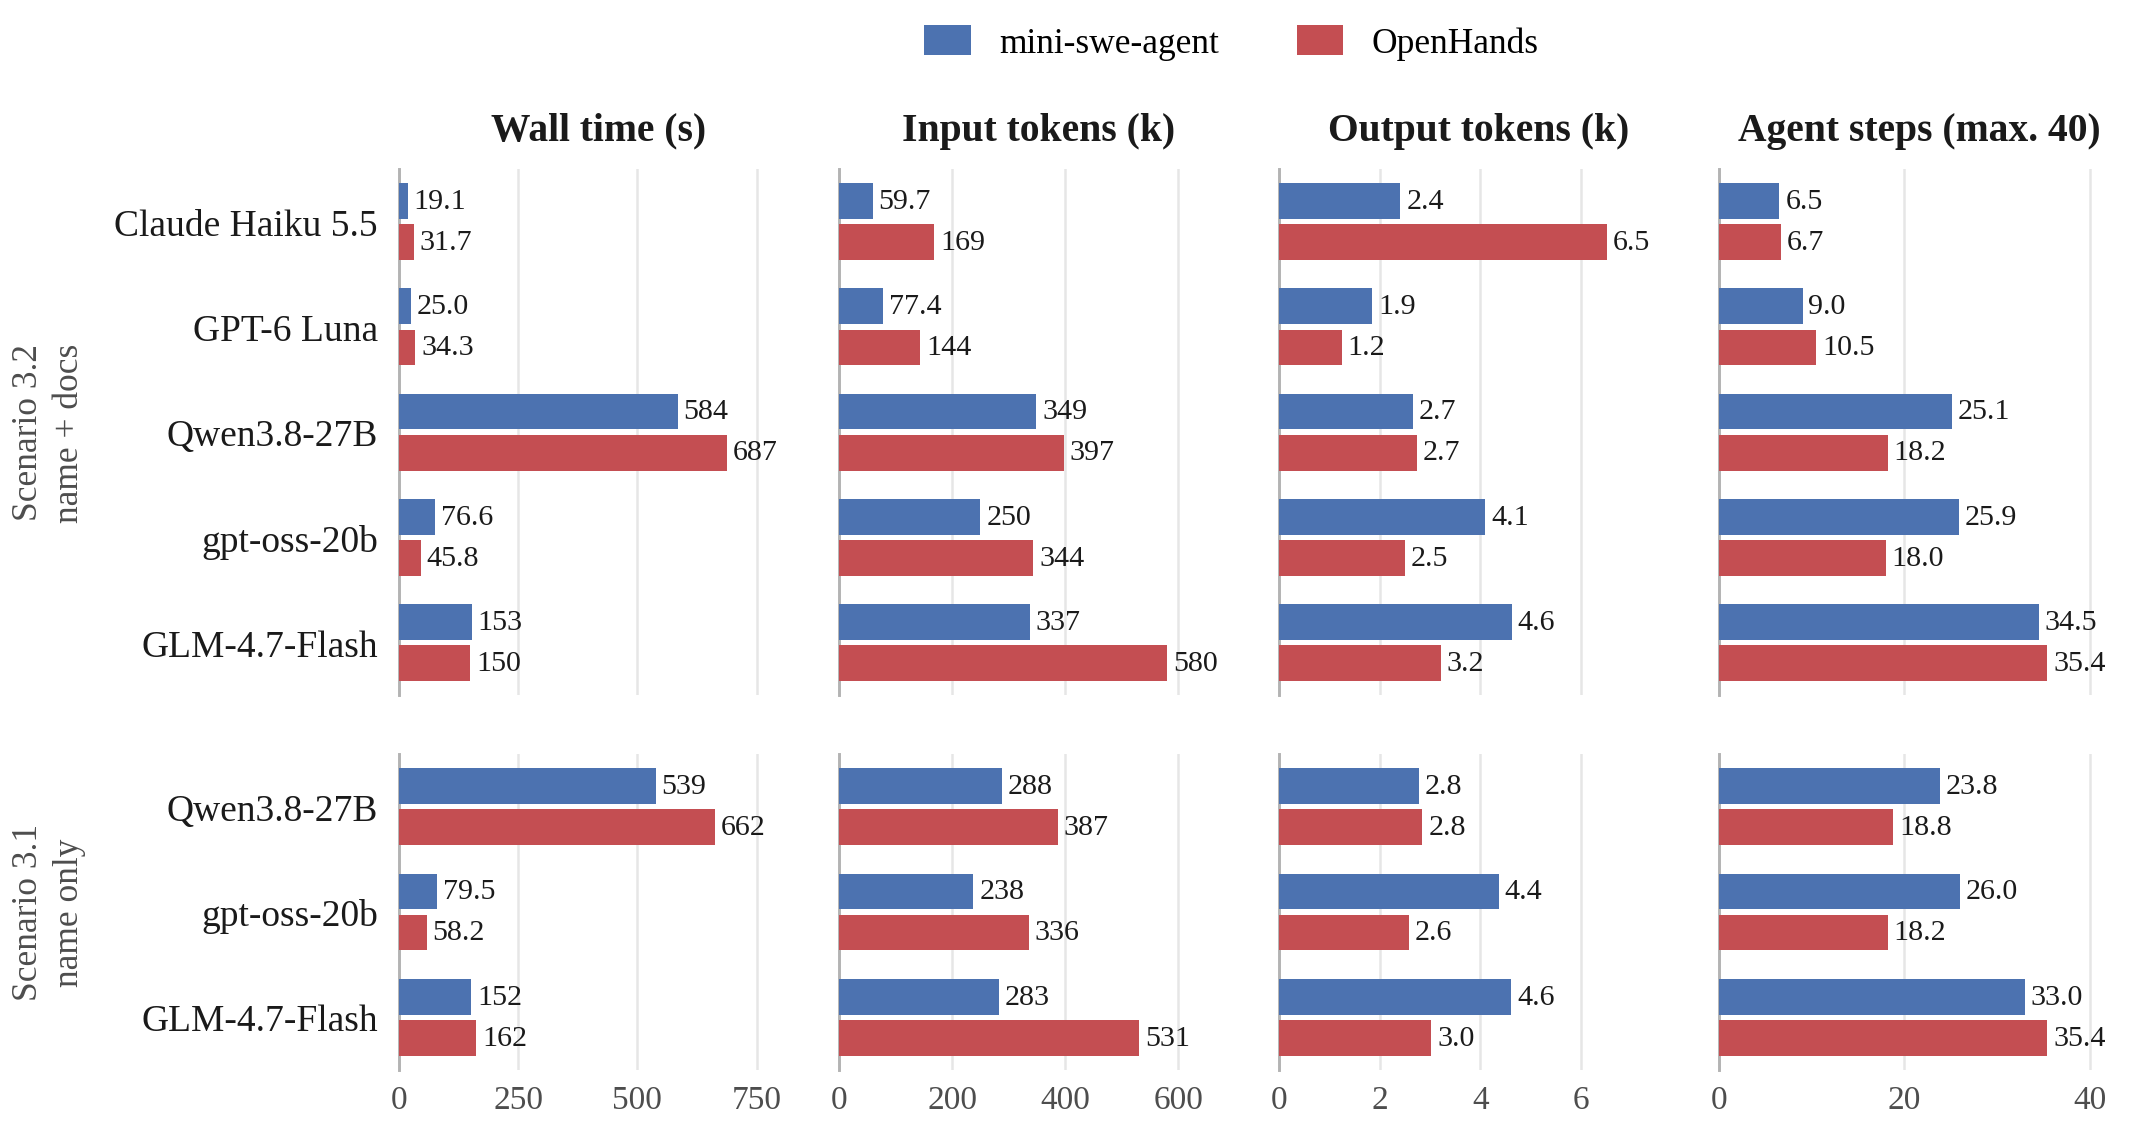 mini-swe-agent OpenHands
Wall time (s) Input tokens (k) Output tokens (k) Agent steps (max. 40)
Scenario 3.2
name + docs
Claude Haiku 5.5
19.1 59.7 2.4 6.5
31.7 169 6.5 6.7
GPT-6 Luna
25.0 77.4 1.9 9.0
34.3 144 1.2 10.5
Qwen3.8-27B
584 349 2.7 25.1
687 397 2.7 18.2
gpt-oss-20b
76.6 250 4.1 25.9
45.8 344 2.5 18.0
GLM-4.7-Flash
153 337 4.6 34.5
150 580 3.2 35.4
Scenario 3.1
name only
Qwen3.8-27B
539 288 2.8 23.8
662 387 2.8 18.8
gpt-oss-20b
79.5 238 4.4 26.0
58.2 336 2.6 18.2
GLM-4.7-Flash
152 283 4.6 33.0
162 531 3.0 35.4
0 250 500 750 0 200 400 600 0 2 4 6 0 20 40